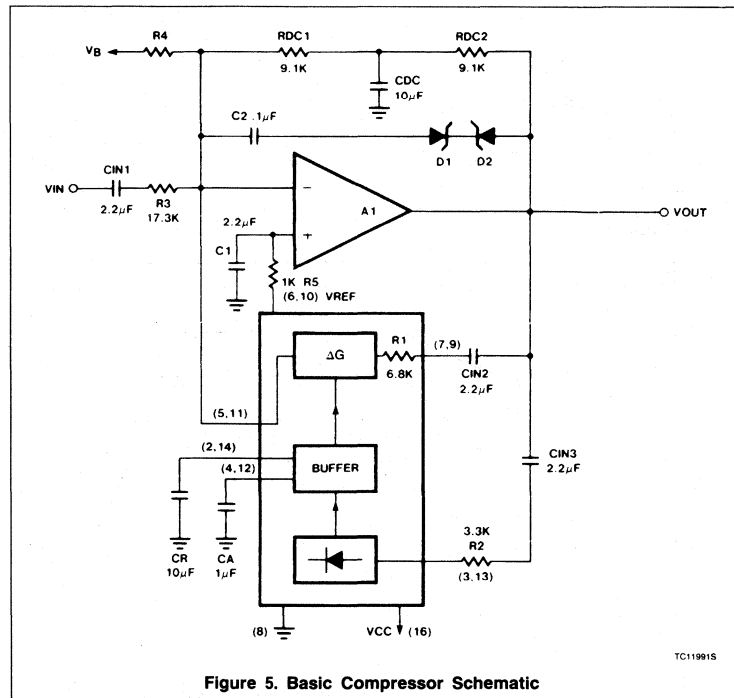 R4
RDC1
RDC2
VB
9.1K
9.1K
CDC
10μF
C2 .1μF
D1
D2
CIN1
VIN
R3
2.2μF
17.3K
−
A1
VOUT
2.2μF
+
C1
1K R5
(6,10) VREF
ΔG
R1
(7,9)
6.8K
CIN2
2.2μF
(5,11)
CIN3
2.2μF
(2,14)
(4,12)
BUFFER
3.3K
R2
(3,13)
CR
10μF
CA
1μF
(8)
VCC
(16)
TC11991S
Figure 5. Basic Compressor Schematic